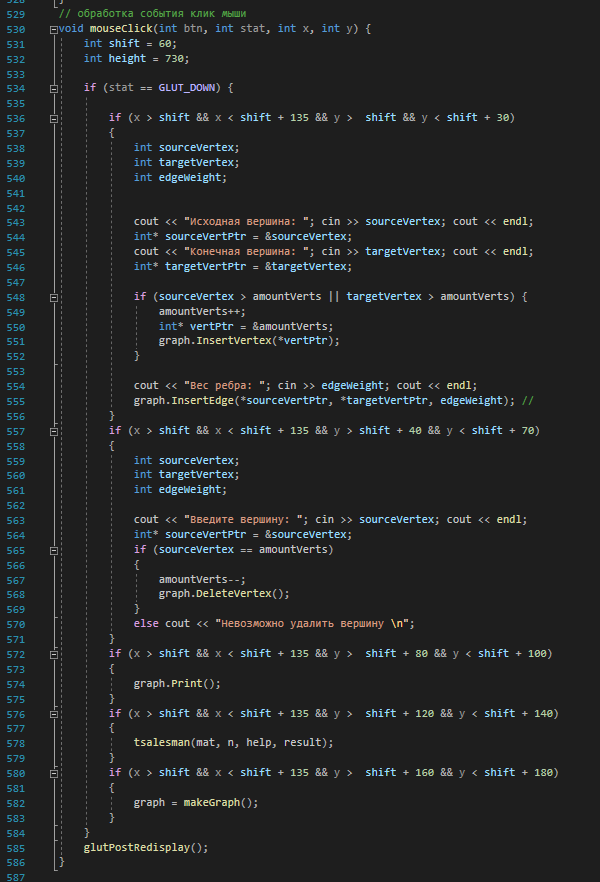 528 }
529 // обработка события клик мыши
530 void mouseClick(int btn, int stat, int x, int y) {
531 int shift = 60;
532 int height = 730;
533
534 if (stat == GLUT_DOWN) {
535
536 if (x > shift && x < shift + 135 && y >  shift && y < shift + 30)
537 {
538 int sourceVertex;
539 int targetVertex;
540 int edgeWeight;
541
542
543 cout << "Исходная вершина: "; cin >> sourceVertex; cout << endl;
544 int* sourceVertPtr = &sourceVertex;
545 cout << "Конечная вершина: "; cin >> targetVertex; cout << endl;
546 int* targetVertPtr = &targetVertex;
547
548 if (sourceVertex > amountVerts || targetVertex > amountVerts) {
549 amountVerts++;
550 int* vertPtr = &amountVerts;
551 graph.InsertVertex(*vertPtr);
552 }
553
554 cout << "Вес ребра: "; cin >> edgeWeight; cout << endl;
555 graph.InsertEdge(*sourceVertPtr, *targetVertPtr, edgeWeight); //
556 }
557 if (x > shift && x < shift + 135 && y > shift + 40 && y < shift + 70)
558 {
559 int sourceVertex;
560 int targetVertex;
561 int edgeWeight;
562
563 cout << "Введите вершину: "; cin >> sourceVertex; cout << endl;
564 int* sourceVertPtr = &sourceVertex;
565 if (sourceVertex == amountVerts)
566 {
567 amountVerts--;
568 graph.DeleteVertex();
569 }
570 else cout << "Невозможно удалить вершину \n";
571 }
572 if (x > shift && x < shift + 135 && y >  shift + 80 && y < shift + 100)
573 {
574 graph.Print();
575 }
576 if (x > shift && x < shift + 135 && y >  shift + 120 && y < shift + 140)
577 {
578 tsalesman(mat, n, help, result);
579 }
580 if (x > shift && x < shift + 135 && y >  shift + 160 && y < shift + 180)
581 {
582 graph = makeGraph();
583 }
584 }
585 glutPostRedisplay();
586 }
587